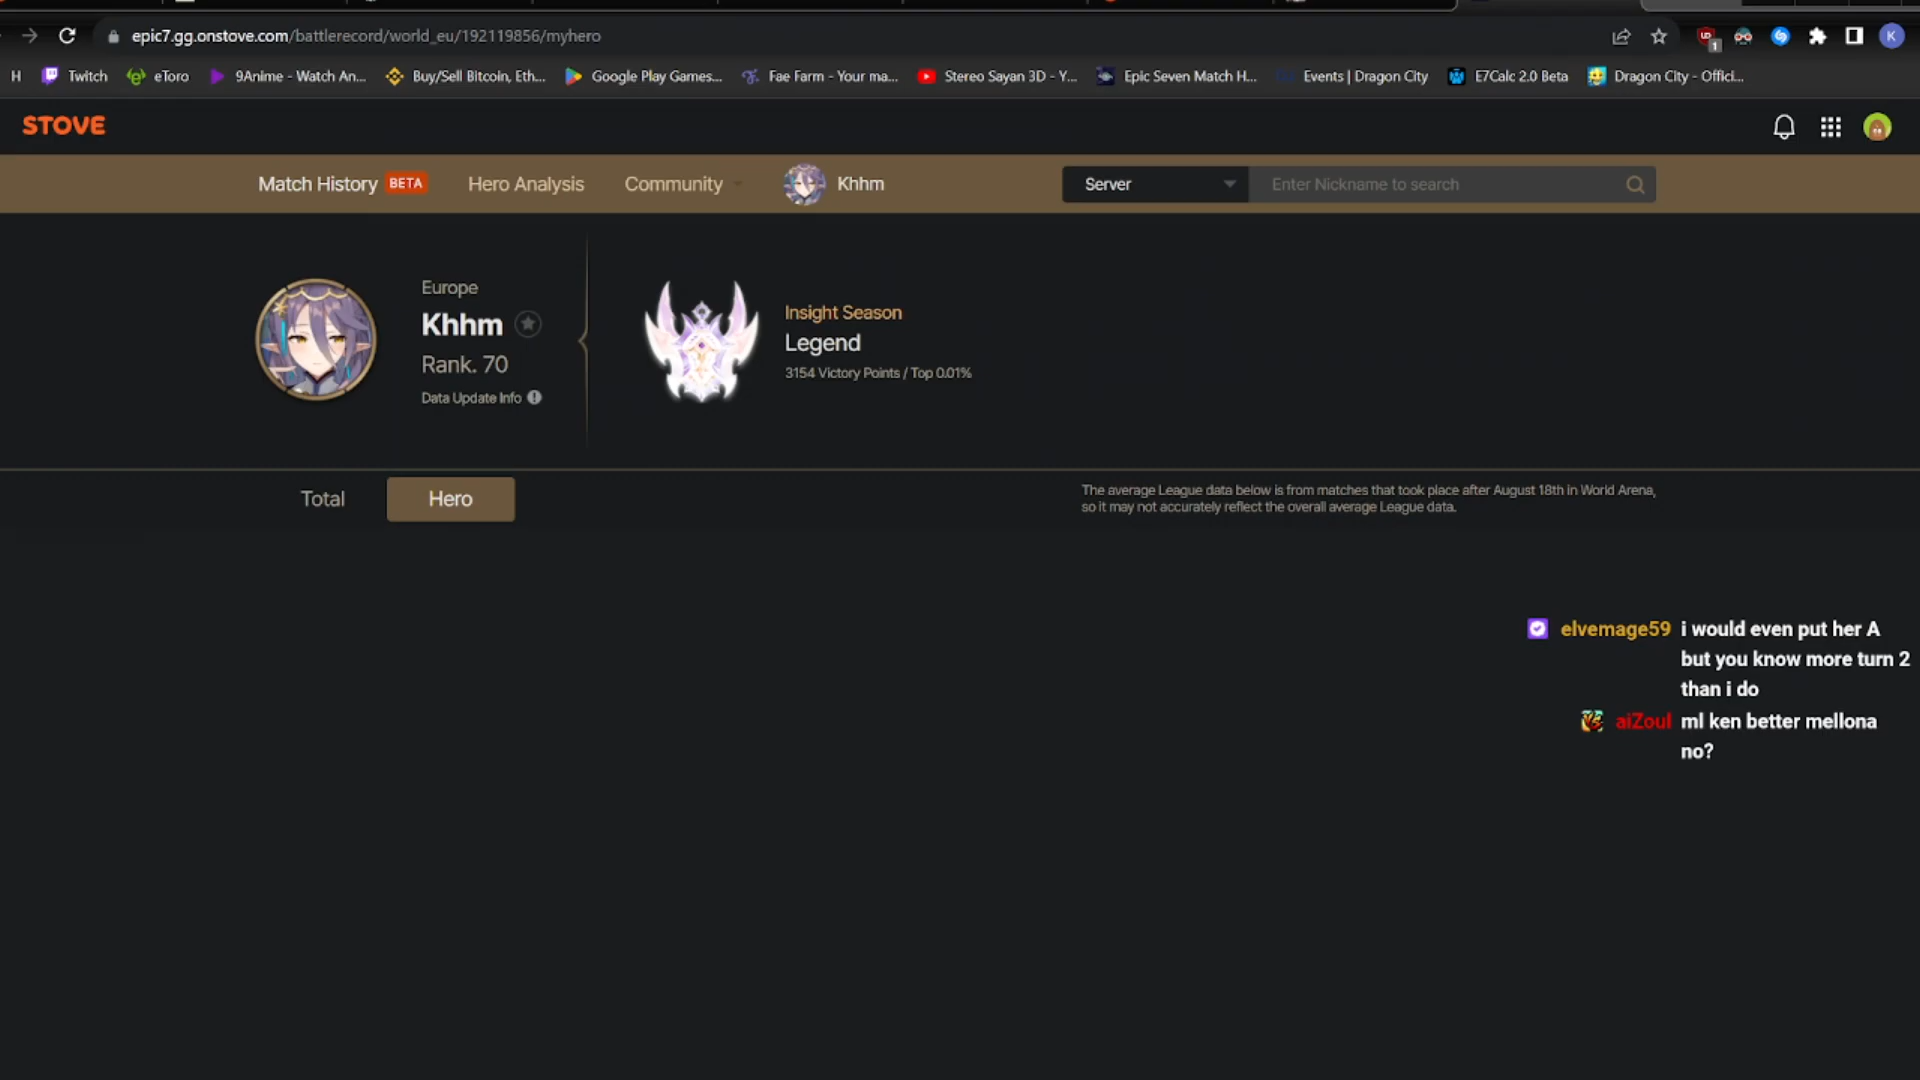 epic7.gg.onstove.com/battlerecord/world_eu/192119856/myhero
1
K
H
Twitch
eToro
9Anime - Watch An...
Buy/Sell Bitcoin, Eth...
Google Play Games...
Fae Farm - Your ma...
Stereo Sayan 3D - Y...
Epic Seven Match H...
Events | Dragon City
E7Calc 2.0 Beta
Dragon City - Offici...
STOVE
Match History BETA
Hero Analysis
Community
Khhm
Server
Enter Nickname to search
Europe
Khhm
Rank. 70
Data Update Info
Insight Season
Legend
3154 Victory Points / Top 0.01%
Total
Hero
The average League data below is from matches that took place after August 18th in World Arena,
so it may not accurately reflect the overall average League data.
elvemage59 i would even put her A
but you know more turn 2
than i do
aiZoul ml ken better mellona
no?